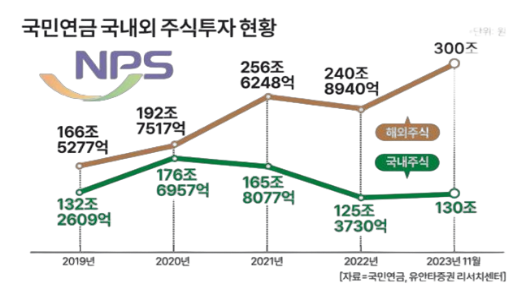 국민연금 국내외 주식투자 현황
NPS
166조
5277억
192조
7517억
256조
6248억
240조
8940억
300조
해외주식
국내주식
132조
2609억
176조
6957억
165조
8077억
125조
3730억
130조
2019년
2020년
2021년
2022년
2023년 11월
[자료=국민연금, 유안타증권 리서치센터]